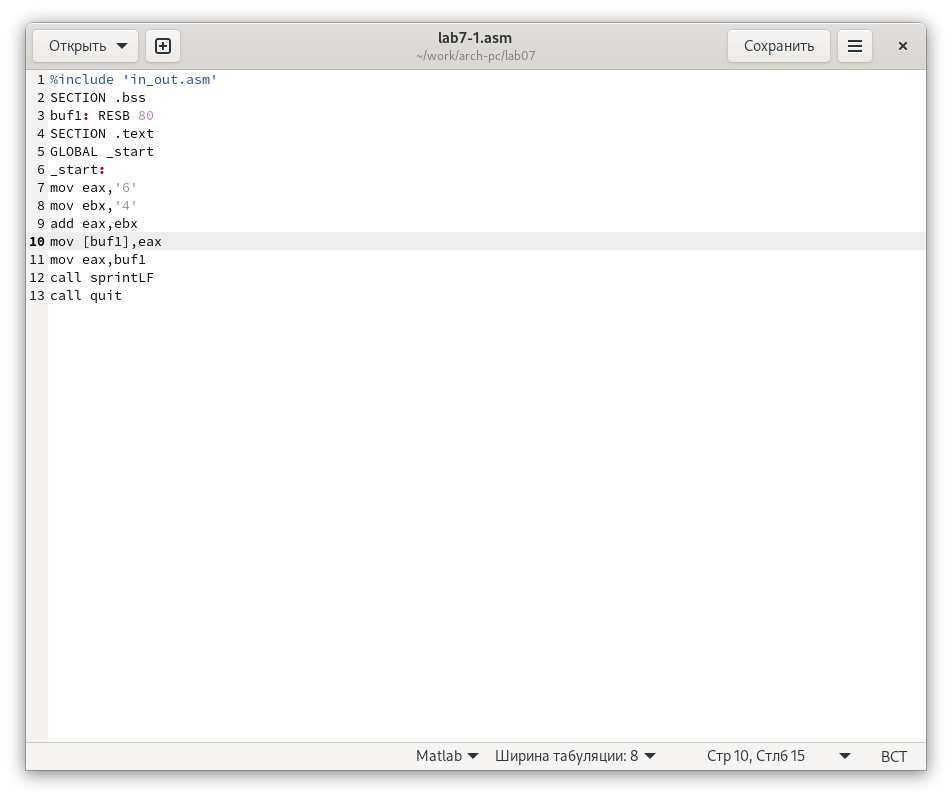 Открыть
lab7-1.asm
~/work/arch-pc/lab07
Сохранить
1 %include 'in_out.asm'
2 SECTION .bss
3 buf1: RESB 80
4 SECTION .text
5 GLOBAL _start
6 _start:
7 mov eax,'6'
8 mov ebx,'4'
9 add eax,ebx
10 mov [buf1],eax
11 mov eax,buf1
12 call sprintLF
13 call quit
Matlab Ширина табуляции: 8 Стр 10, Стлб 15 ВСТ